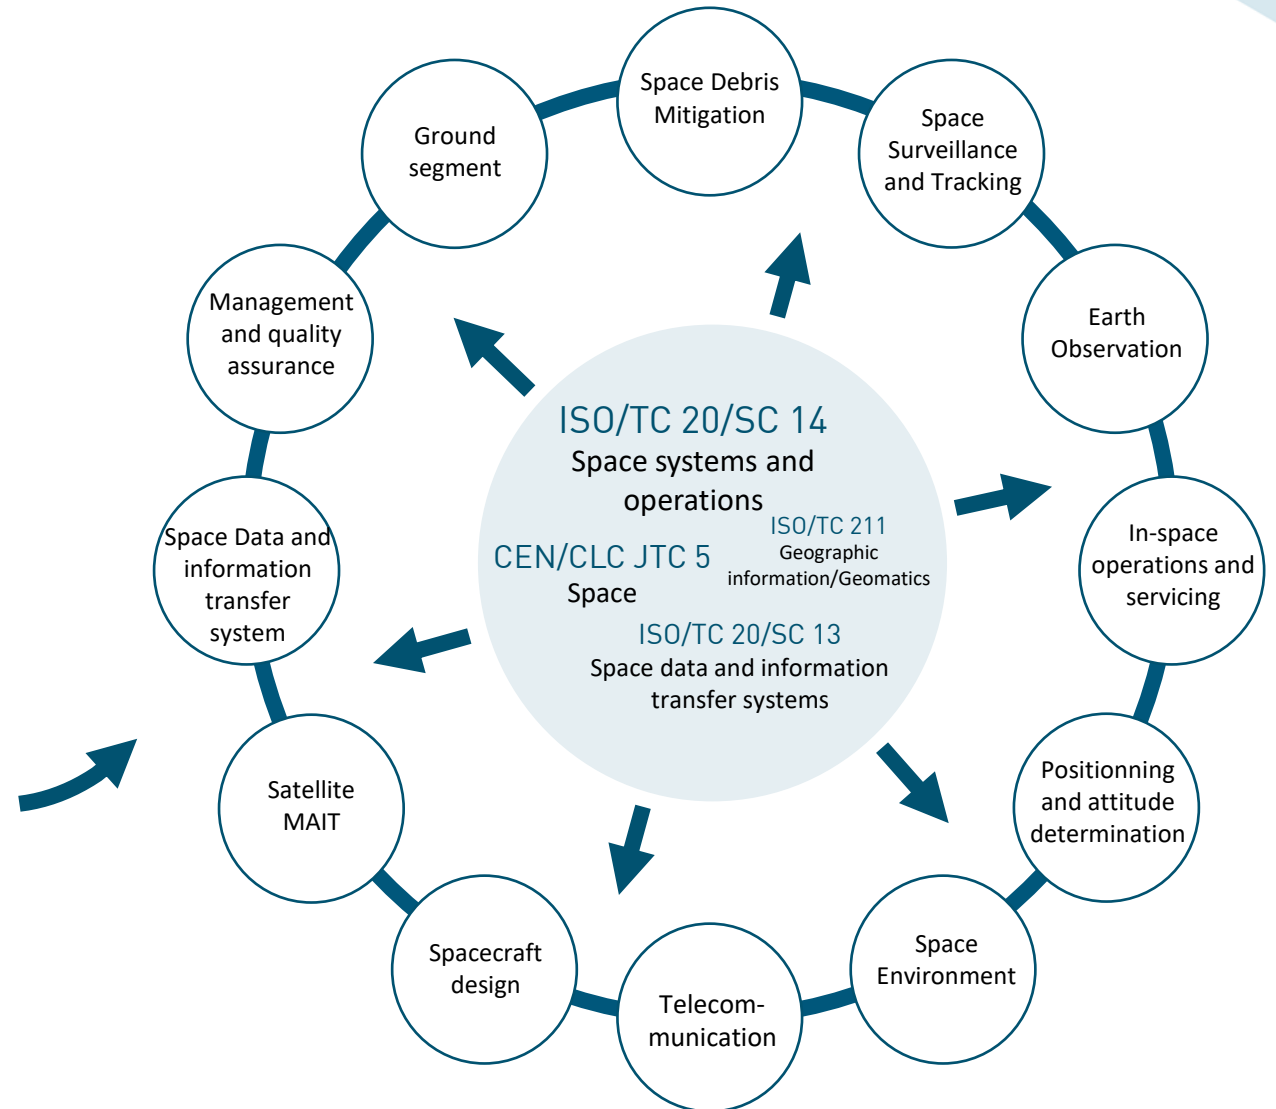 Space Debris
Mitigation
Space
Surveillance
and Tracking
Earth
Observation
In-space
operations and
servicing
Positionning
and attitude
determination
Space
Environment
Telecom-
munication
Spacecraft
design
Satellite
MAIT
Space Data and
information
transfer
system
Management
and quality
assurance
Ground
segment
ISO/TC 20/SC 14
Space systems and
operations
ISO/TC 211
Geographic
information/Geomatics
CEN/CLC JTC 5
Space
ISO/TC 20/SC 13
Space data and information
transfer systems